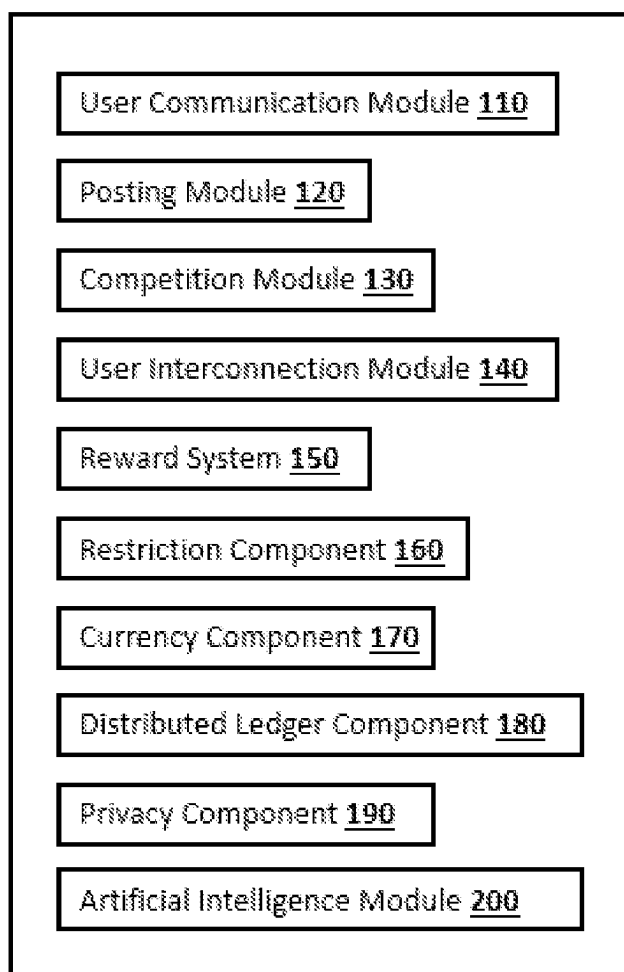 User Communication Module 110
Posting Module 120
Competition Module 130
User Interconnection Module 140
Reward System 150
Restriction Component 160
Currency Component 170
Distributed Ledger Component 180
Privacy Component 190
Artificial Intelligence Module 200